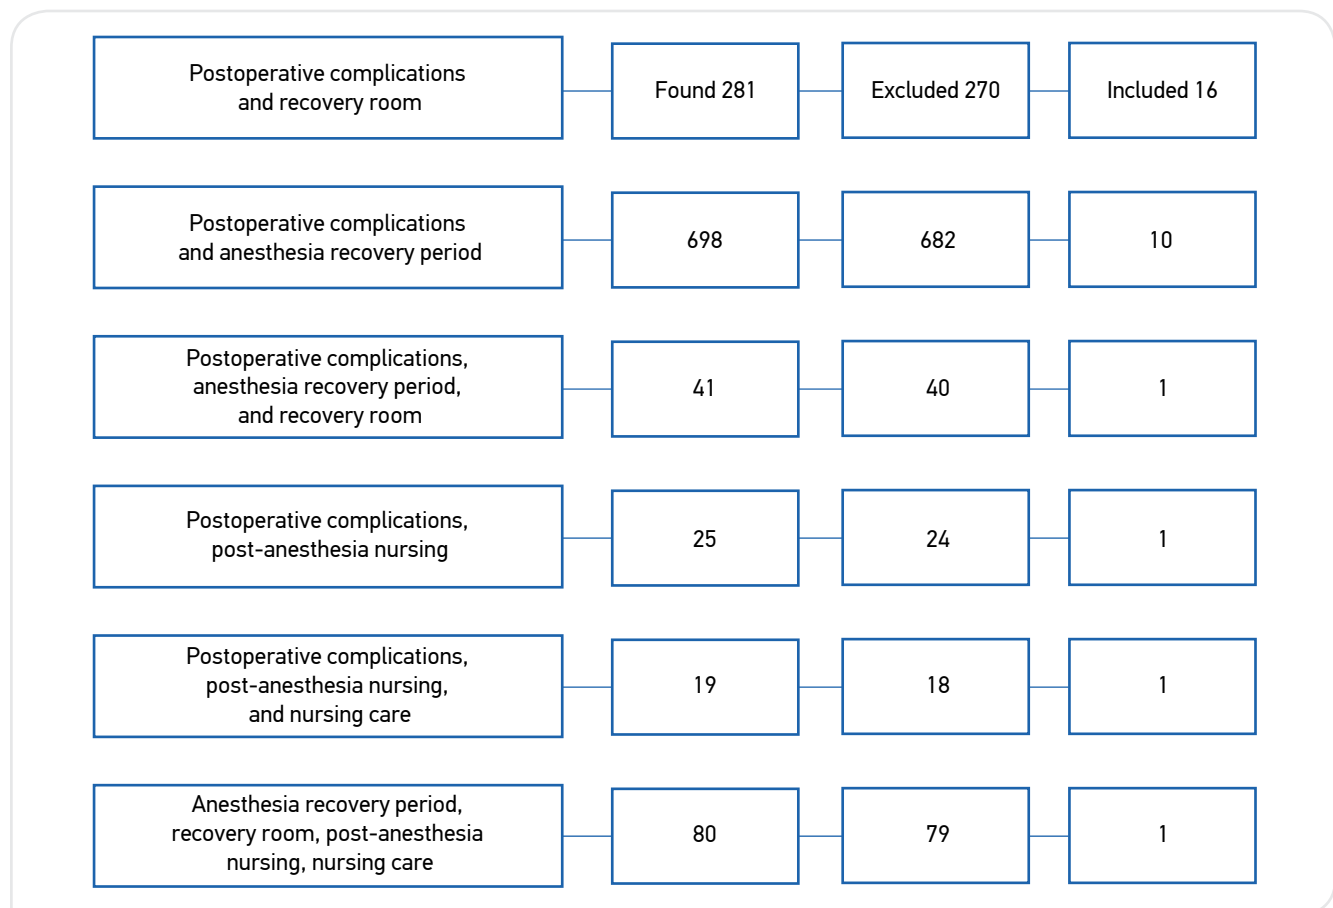 Postoperative complications
and recovery room
Found 281
Excluded 270
Included 16
Postoperative complications
and anesthesia recovery period
698
682
10
Postoperative complications,
anesthesia recovery period,
and recovery room
41
40
1
Postoperative complications,
post-anesthesia nursing
25
24
1
Postoperative complications,
post-anesthesia nursing,
and nursing care
19
18
1
Anesthesia recovery period,
recovery room, post-anesthesia
nursing, nursing care
80
79
1